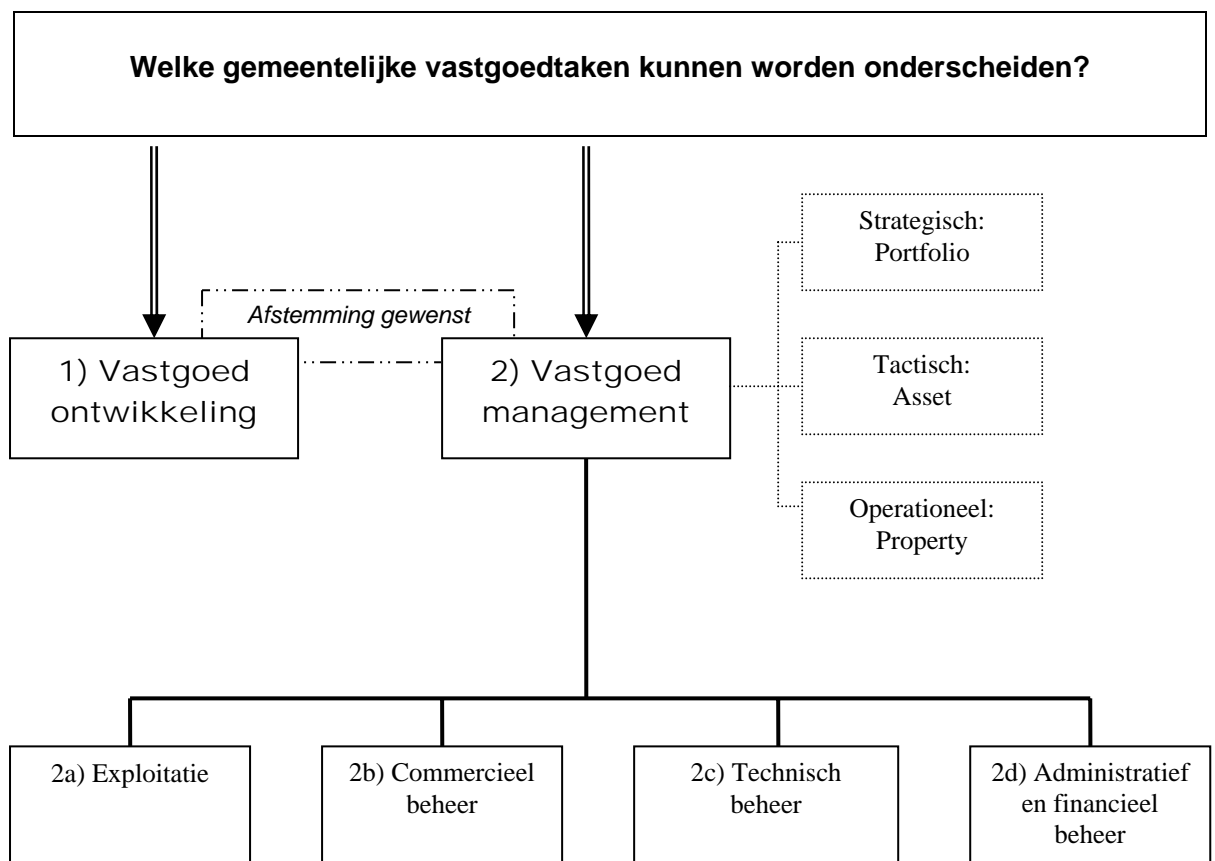 Welke gemeentelijke vastgoedtaken kunnen worden onderscheiden?
Strategisch:
Portfolio
Afstemming gewenst
1) Vastgoed
ontwikkeling
2) Vastgoed
management
Tactisch:
Asset
Operationeel:
Property
2a) Exploitatie
2b) Commercieel
beheer
2c) Technisch
beheer
2d) Administratief
en financieel
beheer